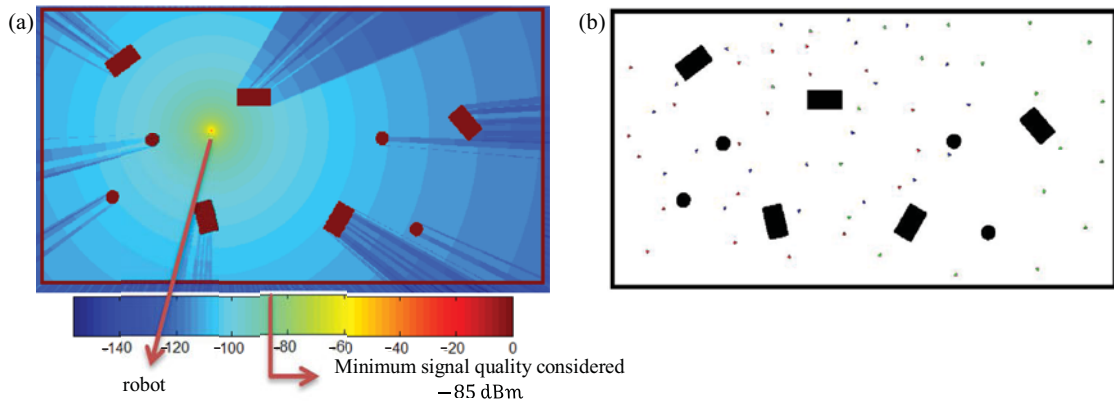 (a)
(b)
−140 −120 −100 −80 −60 −40 −20 0
robot
Minimum signal quality considered
−85 dBm